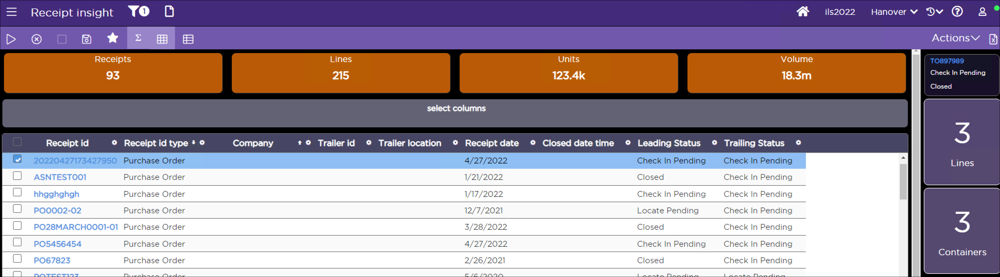 Receipt insight 1 ils2022 Hanover
Σ Actions
Receipts Lines Units Volume
93 215 123.4k 18.3m
select columns
Receipt id Receipt id type Company Trailer id Trailer location Receipt date Closed date time Leading Status Trailing Status
20220427173427950 Purchase Order 4/27/2022 Check In Pending Check In Pending
ASNTEST001 Purchase Order 1/21/2022 Closed Check In Pending
hhgghghgh Purchase Order 1/17/2022 Check In Pending Check In Pending
PO0002-02 Purchase Order 12/7/2021 Locate Pending Check In Pending
PO28MARCH0001-01 Purchase Order 3/28/2022 Closed Check In Pending
PO5456454 Purchase Order 4/27/2022 Check In Pending Check In Pending
PO67823 Purchase Order 2/26/2021 Closed Check In Pending
POTEST123 Purchase Order 5/6/2020 Locate Pending Locate Pending
TO897989
Check In Pending
Closed
3
Lines
3
Containers